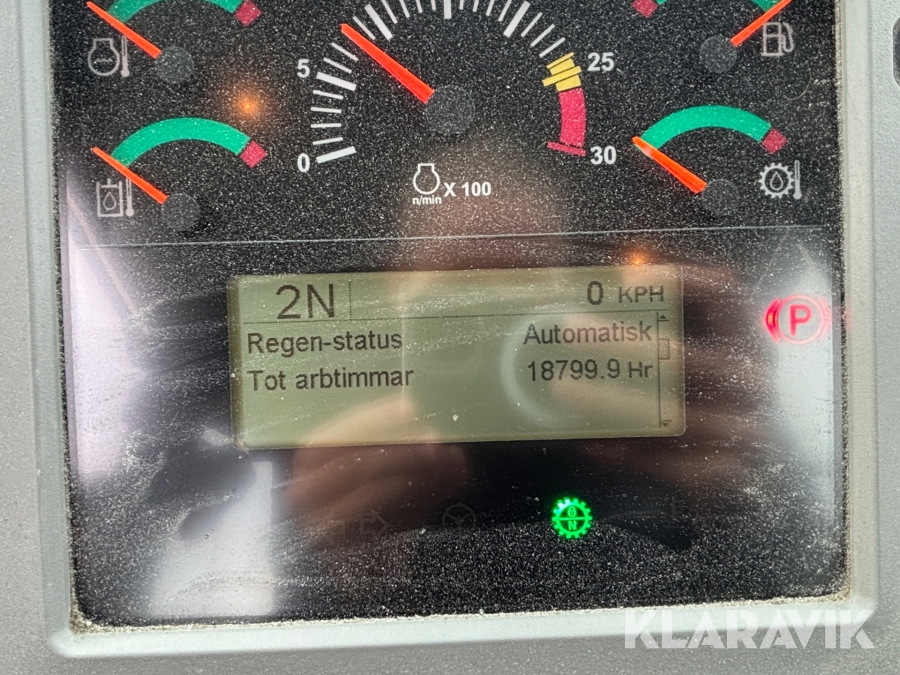 5
25
0
30
n/min
X 100
2N
0 KPH
Regen-status
Automatisk
Tot arbtimmar
18799.9 Hr
P
N
KLARAVIK